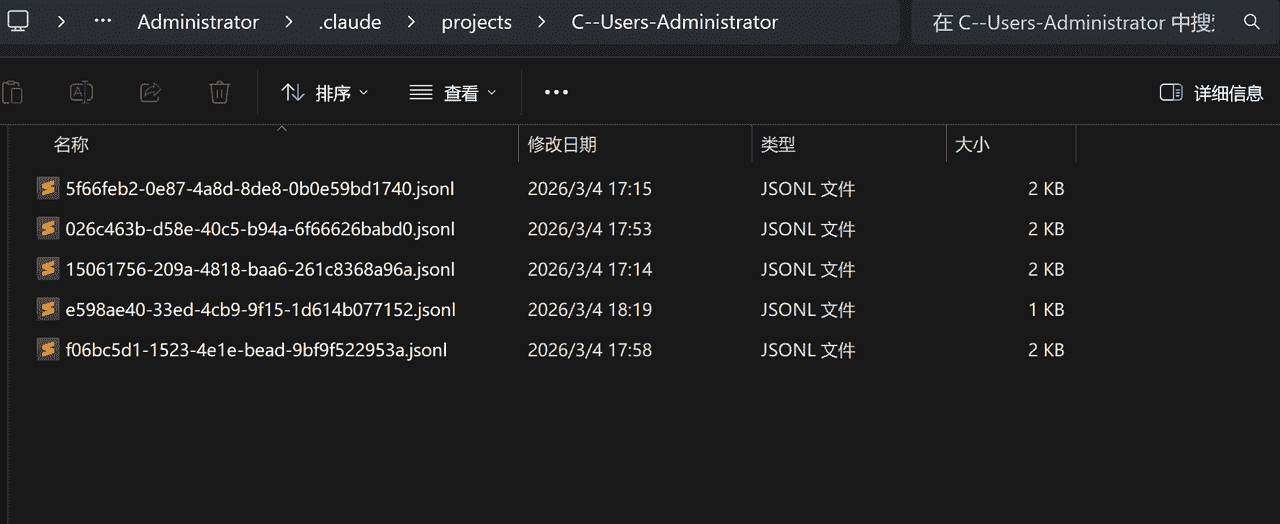 Administrator > .claude > projects > C--Users-Administrator 在 C--Users-Administrator 中搜
排序 查看 详细信息
名称 修改日期 类型 大小
5f66feb2-0e87-4a8d-8de8-0b0e59bd1740.jsonl 2026/3/4 17:15 JSONL 文件 2 KB
026c463b-d58e-40c5-b94a-6f66626babd0.jsonl 2026/3/4 17:53 JSONL 文件 2 KB
15061756-209a-4818-baa6-261c8368a96a.jsonl 2026/3/4 17:14 JSONL 文件 2 KB
e598ae40-33ed-4cb9-9f15-1d614b077152.jsonl 2026/3/4 18:19 JSONL 文件 1 KB
f06bc5d1-1523-4e1e-bead-9bf9f522953a.jsonl 2026/3/4 17:58 JSONL 文件 2 KB